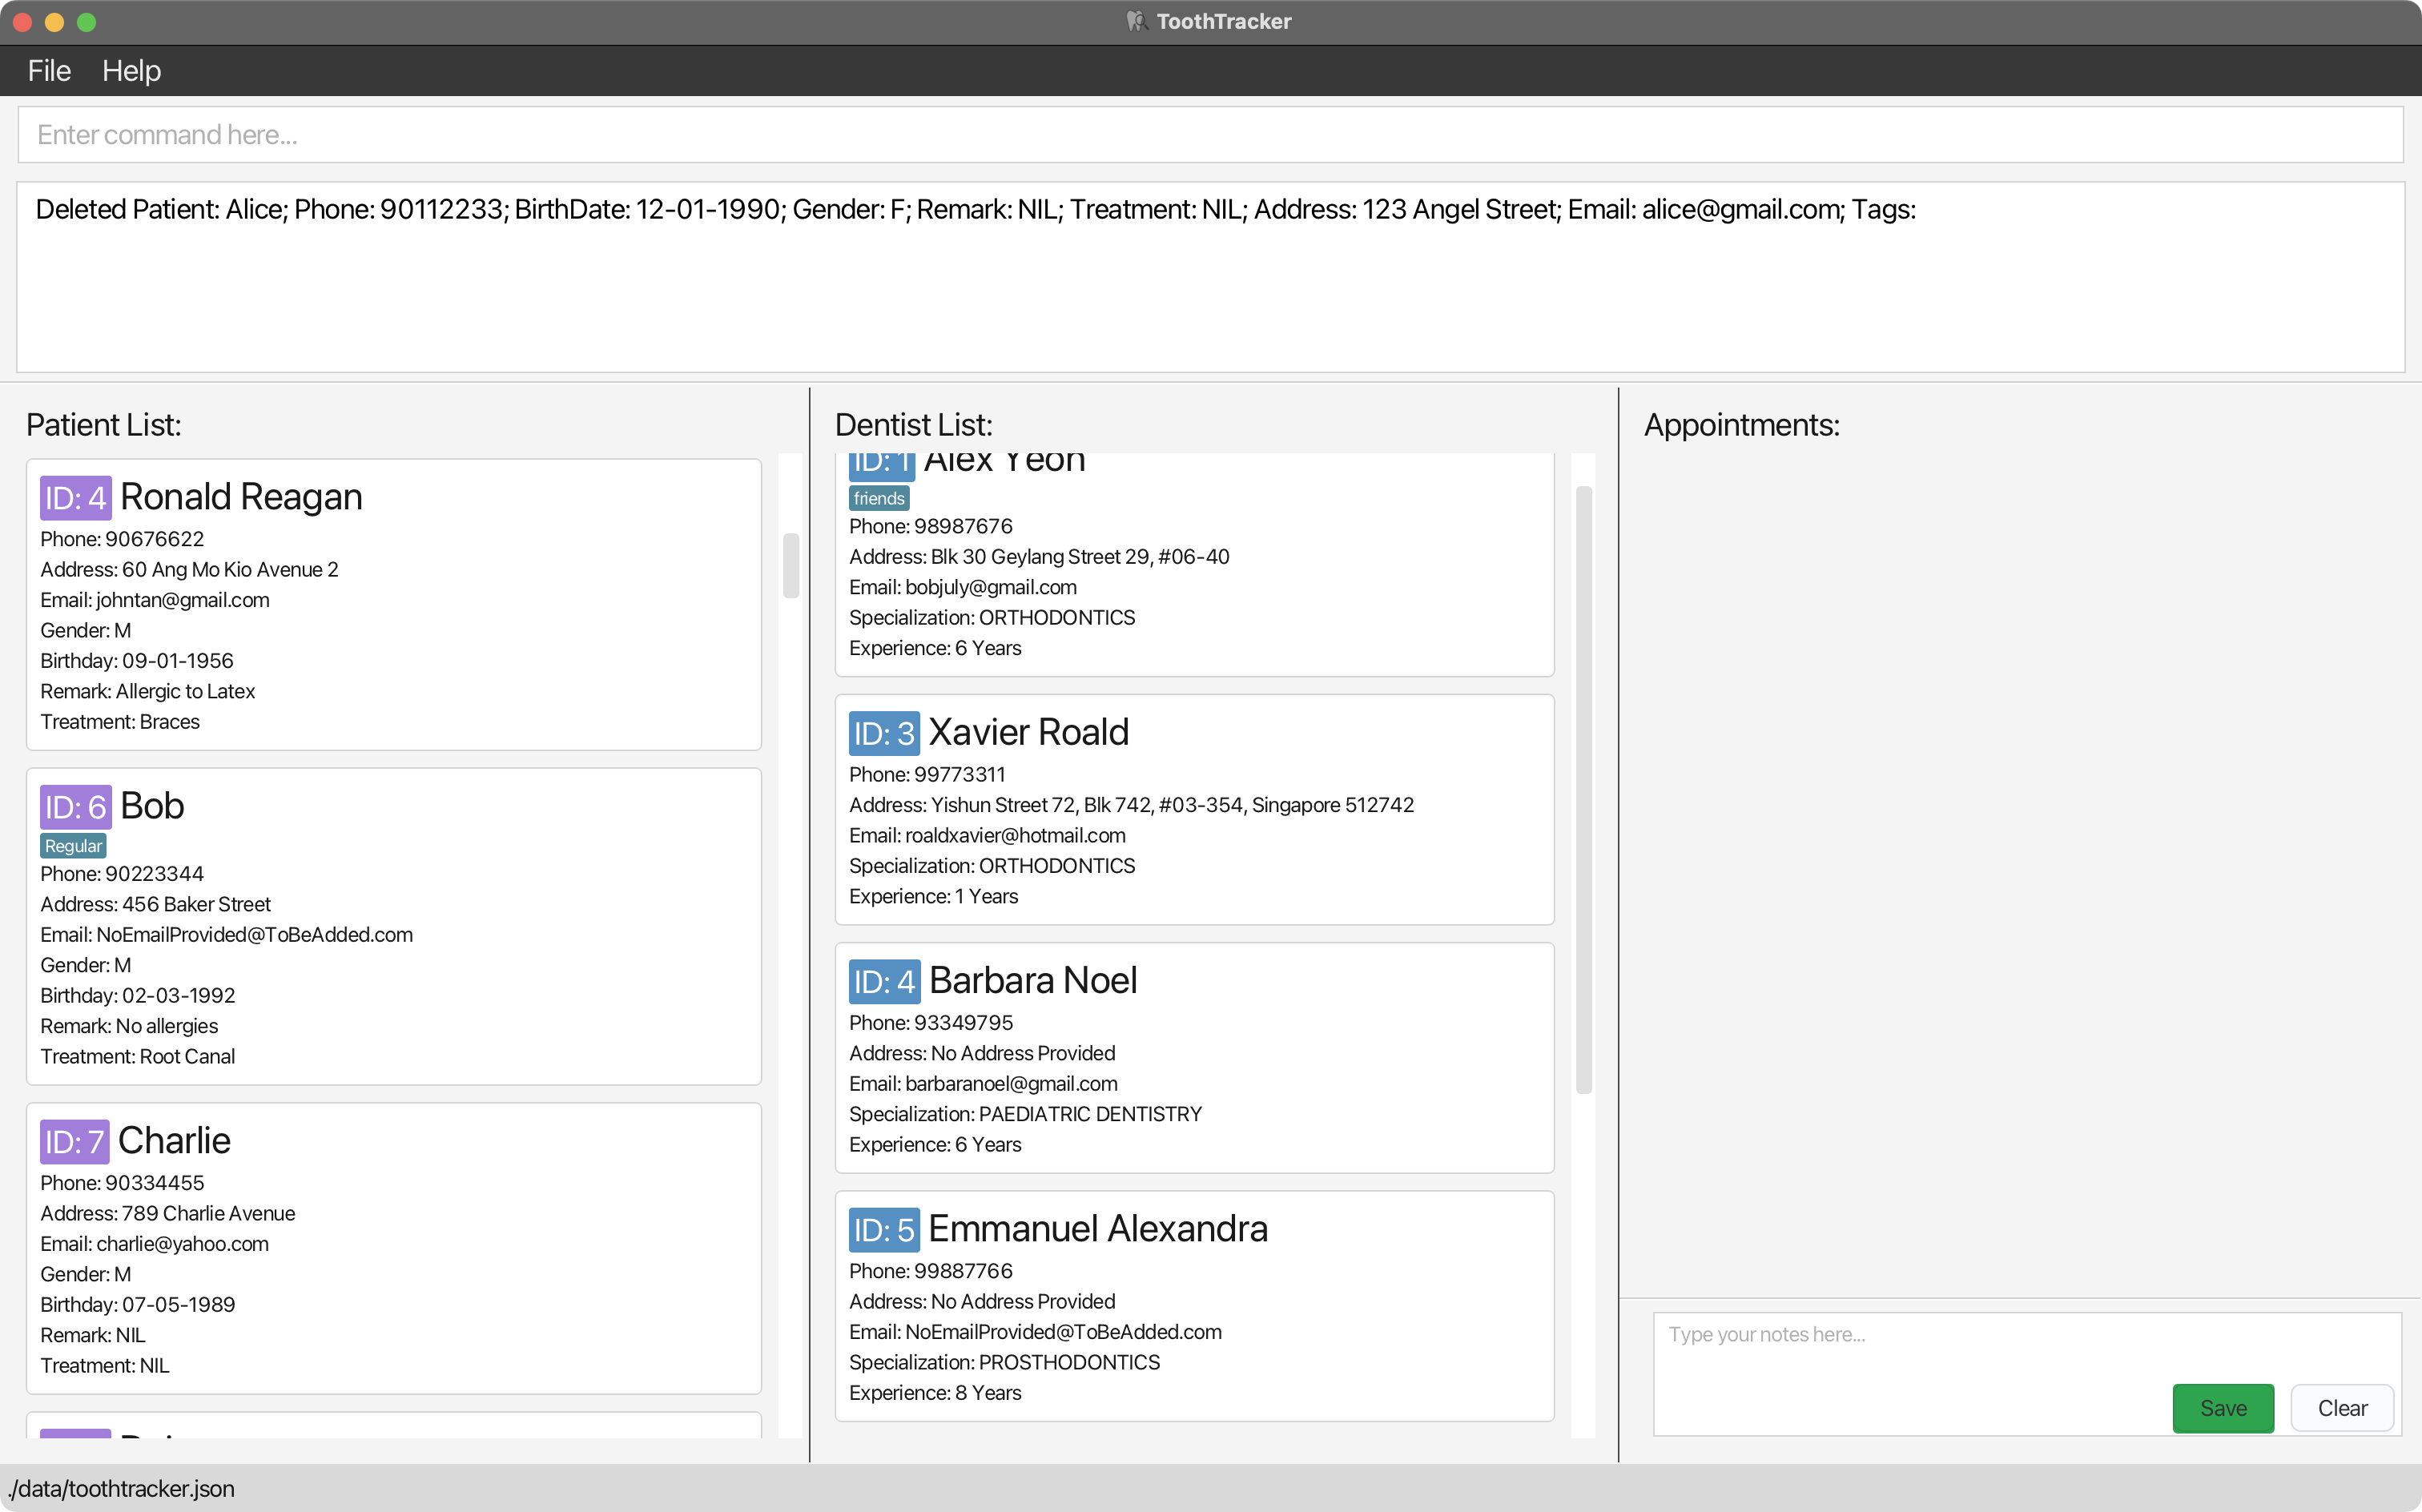 ToothTracker
File Help
Enter command here...
Deleted Patient: Alice; Phone: 90112233; BirthDate: 12-01-1990; Gender: F; Remark: NIL; Treatment: NIL; Address: 123 Angel Street; Email: alice@gmail.com; Tags:
Patient List:
ID: 4 Ronald Reagan
Phone: 90676622
Address: 60 Ang Mo Kio Avenue 2
Email: johntan@gmail.com
Gender: M
Birthday: 09-01-1956
Remark: Allergic to Latex
Treatment: Braces
ID: 6 Bob
Regular
Phone: 90223344
Address: 456 Baker Street
Email: NoEmailProvided@ToBeAdded.com
Gender: M
Birthday: 02-03-1992
Remark: No allergies
Treatment: Root Canal
ID: 7 Charlie
Phone: 90334455
Address: 789 Charlie Avenue
Email: charlie@yahoo.com
Gender: M
Birthday: 07-05-1989
Remark: NIL
Treatment: NIL
Dentist List:
ID: 1 Alex Yeoh
friends
Phone: 98987676
Address: Blk 30 Geylang Street 29, #06-40
Email: bobjuly@gmail.com
Specialization: ORTHODONTICS
Experience: 6 Years
ID: 3 Xavier Roald
Phone: 99773311
Address: Yishun Street 72, Blk 742, #03-354, Singapore 512742
Email: roaldxavier@hotmail.com
Specialization: ORTHODONTICS
Experience: 1 Years
ID: 4 Barbara Noel
Phone: 93349795
Address: No Address Provided
Email: barbaranoel@gmail.com
Specialization: PAEDIATRIC DENTISTRY
Experience: 6 Years
ID: 5 Emmanuel Alexandra
Phone: 99887766
Address: No Address Provided
Email: NoEmailProvided@ToBeAdded.com
Specialization: PROSTHODONTICS
Experience: 8 Years
Appointments:
Type your notes here...
Save Clear
./data/toothtracker.json